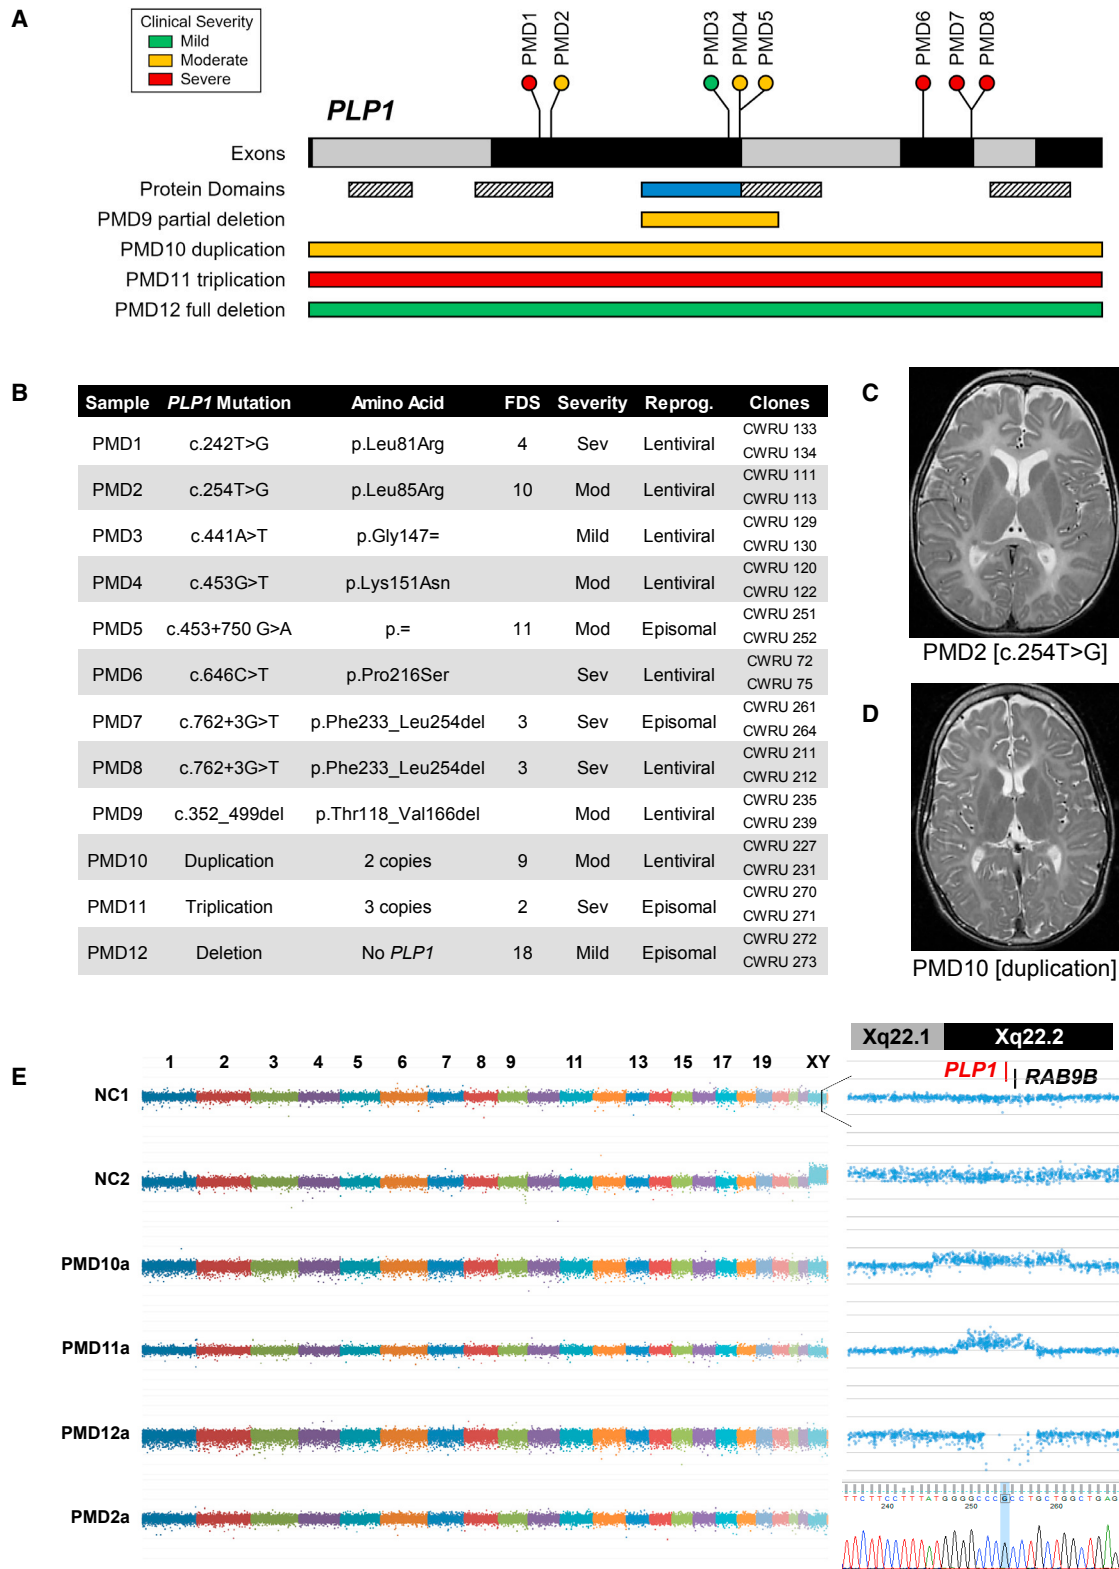 A
Clinical Severity
Mild
Moderate
Severe
PMD1
PMD2
PMD3
PMD4
PMD5
PMD6
PMD7
PMD8
PLP1
Exons
Protein Domains
PMD9 partial deletion
PMD10 duplication
PMD11 triplication
PMD12 full deletion
B
Sample PLP1 Mutation Amino Acid FDS Severity Reprog. Clones
PMD1 c.242T>G p.Leu81Arg 4 Sev Lentiviral CWRU 133 CWRU 134
PMD2 c.254T>G p.Leu85Arg 10 Mod Lentiviral CWRU 111 CWRU 113
PMD3 c.441A>T p.Gly147= Mild Lentiviral CWRU 129 CWRU 130
PMD4 c.453G>T p.Lys151Asn Mod Lentiviral CWRU 120 CWRU 122
PMD5 c.453+750 G>A p.= 11 Mod Episomal CWRU 251 CWRU 252
PMD6 c.646C>T p.Pro216Ser Sev Lentiviral CWRU 72 CWRU 75
PMD7 c.762+3G>T p.Phe233_Leu254del 3 Sev Episomal CWRU 261 CWRU 264
PMD8 c.762+3G>T p.Phe233_Leu254del 3 Sev Lentiviral CWRU 211 CWRU 212
PMD9 c.352_499del p.Thr118_Val166del Mod Lentiviral CWRU 235 CWRU 239
PMD10 Duplication 2 copies 9 Mod Lentiviral CWRU 227 CWRU 231
PMD11 Triplication 3 copies 2 Sev Episomal CWRU 270 CWRU 271
PMD12 Deletion No PLP1 18 Mild Episomal CWRU 272 CWRU 273
C
PMD2 [c.254T>G]
D
PMD10 [duplication]
E
1 2 3 4 5 6 7 8 9 11 13 15 17 19 XY
Xq22.1 Xq22.2
PLP1 RAB9B
NC1
NC2
PMD10a
PMD11a
PMD12a
PMD2a
TTCTTCCTTTATGGGGCCCGCCTGCTGGCTGAG
240 250 260